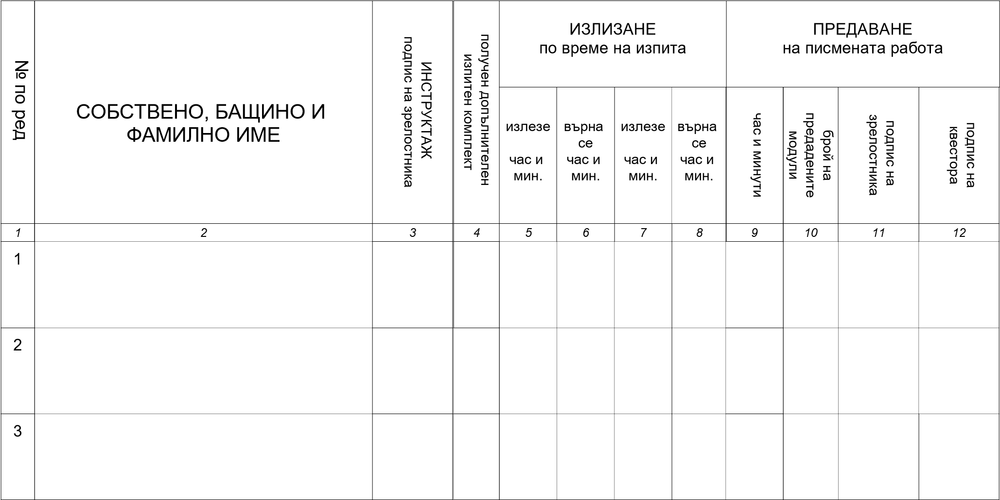 № по ред
СОБСТВЕНО, БАЩИНО И
ФАМИЛНО ИМЕ
ИНСТРУКТАЖ
подпис на зрелостника
получен допълнителен
изпитен комплект
ИЗЛИЗАНЕ
по време на изпита
ПРЕДАВАНЕ
на писмената работа
излезе
час и
мин.
върна
се
час и
мин.
излезе
час и
мин.
върна
се
час и
мин.
час и минути
брой на
предадените
модули
подпис на
зрелостника
подпис на
квестора
1 2 3 4 5 6 7 8 9 10 11 12
1
2
3